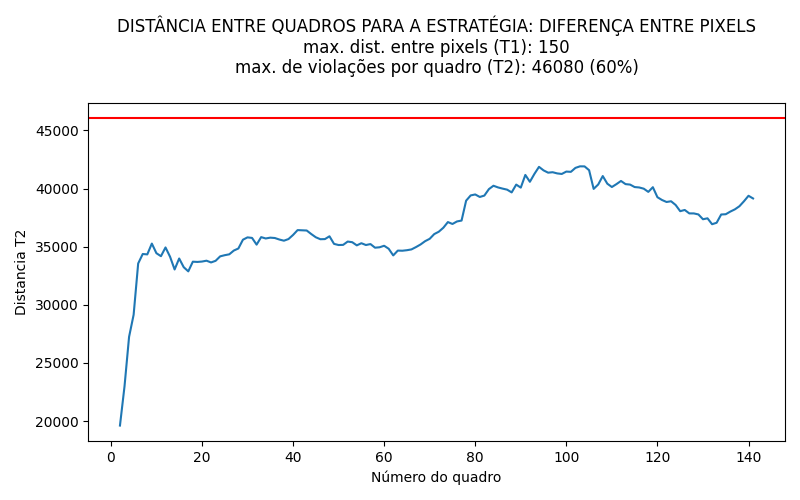 DISTÂNCIA ENTRE QUADROS PARA A ESTRATÉGIA: DIFERENÇA ENTRE PIXELS
max. dist. entre pixels (T1): 150
max. de violações por quadro (T2): 46080 (60%)
Distancia T2
45000
40000
35000
30000
25000
20000
0 20 40 60 80 100 120 140
Número do quadro